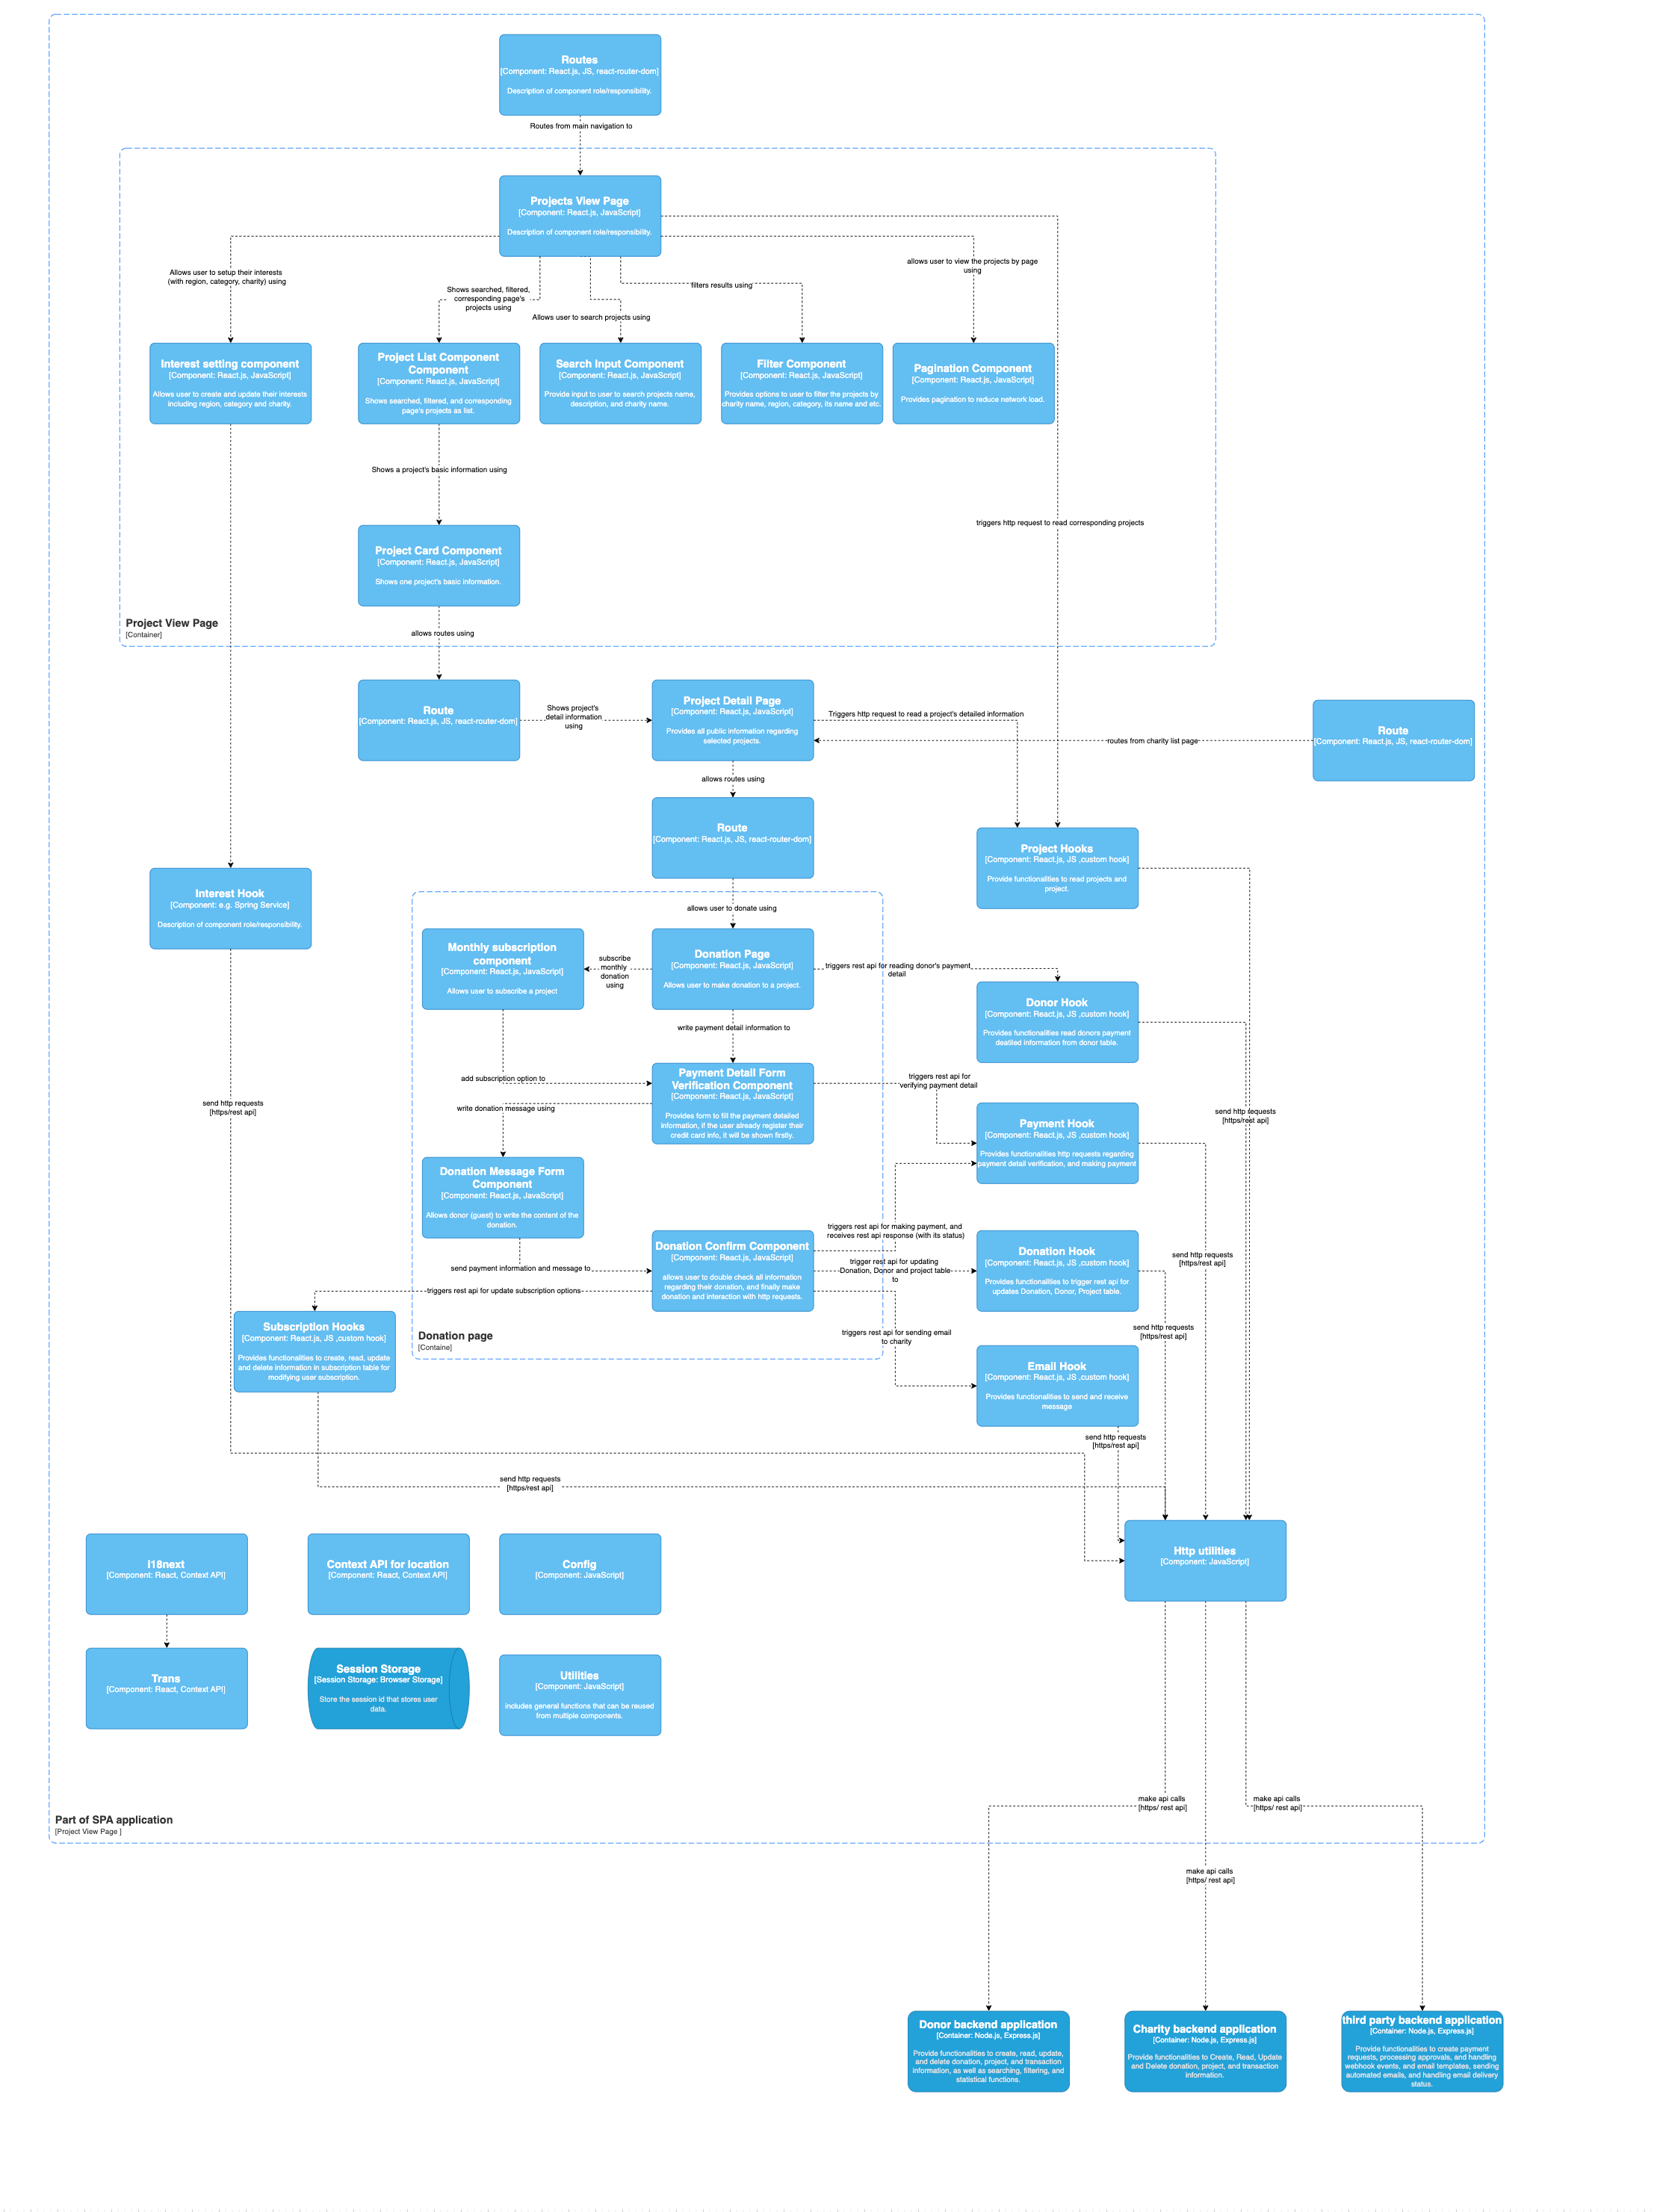 Routes
[Component: React.js, JS, react-router-dom]
Description of component role/responsibility.
Routes from main navigation to
Projects View Page
[Component: React.js, JavaScript]
Description of component role/responsibility.
Allows user to setup their interests
(with region, category, charity) using
Shows searched, filtered,
corresponding page's
projects using
Allows user to search projects using
filters results using
allows user to view the projects by page
using
Interest setting component
[Component: React.js, JavaScript]
Allows user to create and update their interests
including region, category and charity.
Project List Component
Component
[Component: React.js, JavaScript]
Shows searched, filtered, and corresponding
page's projects as list.
Search Input Component
[Component: React.js, JavaScript]
Provide input to user to search projects name,
description, and charity name.
Filter Component
[Component: React.js, JavaScript]
Provides options to user to filter the projects by
charity name, region, category, its name and etc.
Pagination Component
[Component: React.js, JavaScript]
Provides pagination to reduce network load.
Shows a project's basic information using
triggers http request to read corresponding projects
Project Card Component
[Component: React.js, JavaScript]
Shows one project's basic information.
Project View Page
[Container]
allows routes using
Route
[Component: React.js, JS, react-router-dom]
Shows project's
detail information
using
Project Detail Page
[Component: React.js, JavaScript]
Provides all public information regarding
selected projects.
Triggers http request to read a project's detailed information
routes from charity list page
Route
[Component: React.js, JS, react-router-dom]
allows routes using
Route
[Component: React.js, JS, react-router-dom]
Project Hooks
[Component: React.js, JS ,custom hook]
Provide functionalities to read projects and
project.
Interest Hook
[Component: e.g. Spring Service]
Description of component role/responsibility.
allows user to donate using
Monthly subscription
component
[Component: React.js, JavaScript]
Allows user to subscribe a project
subscribe
monthly
donation
using
Donation Page
[Component: React.js, JavaScript]
Allows user to make donation to a project.
triggers rest api for reading donor's payment
detail
Donor Hook
[Component: React.js, JS ,custom hook]
Provides functionalities read donors payment
deatiled information from donor table.
write payment detail information to
add subscription option to
Payment Detail Form
Verification Component
[Component: React.js, JavaScript]
Provides form to fill the payment detailed
information, if the user already register their
credit card info, it will be shown firstly.
triggers rest api for
verifying payment detail
write donation message using
send http requests
[https/rest api]
send http requests
[https/rest api]
Payment Hook
[Component: React.js, JS ,custom hook]
Provides functionalities http requests regarding
payment detail verification, and making payment
Donation Message Form
Component
[Component: React.js, JavaScript]
Allows donor (guest) to write the content of the
donation.
triggers rest api for making payment, and
receives rest api response (with its status)
send payment information and message to
Donation Confirm Component
[Component: React.js, JavaScript]
allows user to double check all information
regarding their donation, and finally make
donation and interaction with http requests.
trigger rest api for updating
Donation, Donor and project table
to
Donation Hook
[Component: React.js, JS ,custom hook]
Provides functionalities to trigger rest api for
updates Donation, Donor, Project table.
send http requests
[https/rest api]
triggers rest api for update subscription options
Subscription Hooks
[Component: React.js, JS ,custom hook]
Provides functionalities to create, read, update
and delete information in subscription table for
modifying user subscription.
Donation page
[Containe]
triggers rest api for sending email
to charity
send http requests
[https/rest api]
Email Hook
[Component: React.js, JS ,custom hook]
Provides functionalities to send and receive
message
send http requests
[https/rest api]
send http requests
[https/rest api]
i18next
[Component: React, Context API]
Context API for location
[Component: React, Context API]
Config
[Component: JavaScript]
Http utilities
[Component: JavaScript]
Trans
[Component: React, Context API]
Session Storage
[Session Storage: Browser Storage]
Store the session id that stores user
data.
Utilities
[Component: JavaScript]
includes general functions that can be reused
from multiple components.
make api calls
[https/ rest api]
make api calls
[https/ rest api]
Part of SPA application
[Project View Page ]
make api calls
[https/ rest api]
Donor backend application
[Container: Node.js, Express.js]
Provide functionalities to create, read, update,
and delete donation, project, and transaction
information, as well as searching, filtering, and
statistical functions.
Charity backend application
[Container: Node.js, Express.js]
Provide functionalities to Create, Read, Update
and Delete donation, project, and transaction
information.
third party backend application
[Container: Node.js, Express.js]
Provide functionalities to create payment
requests, processing approvals, and handling
webhook events, and email templates, sending
automated emails, and handling email delivery
status.